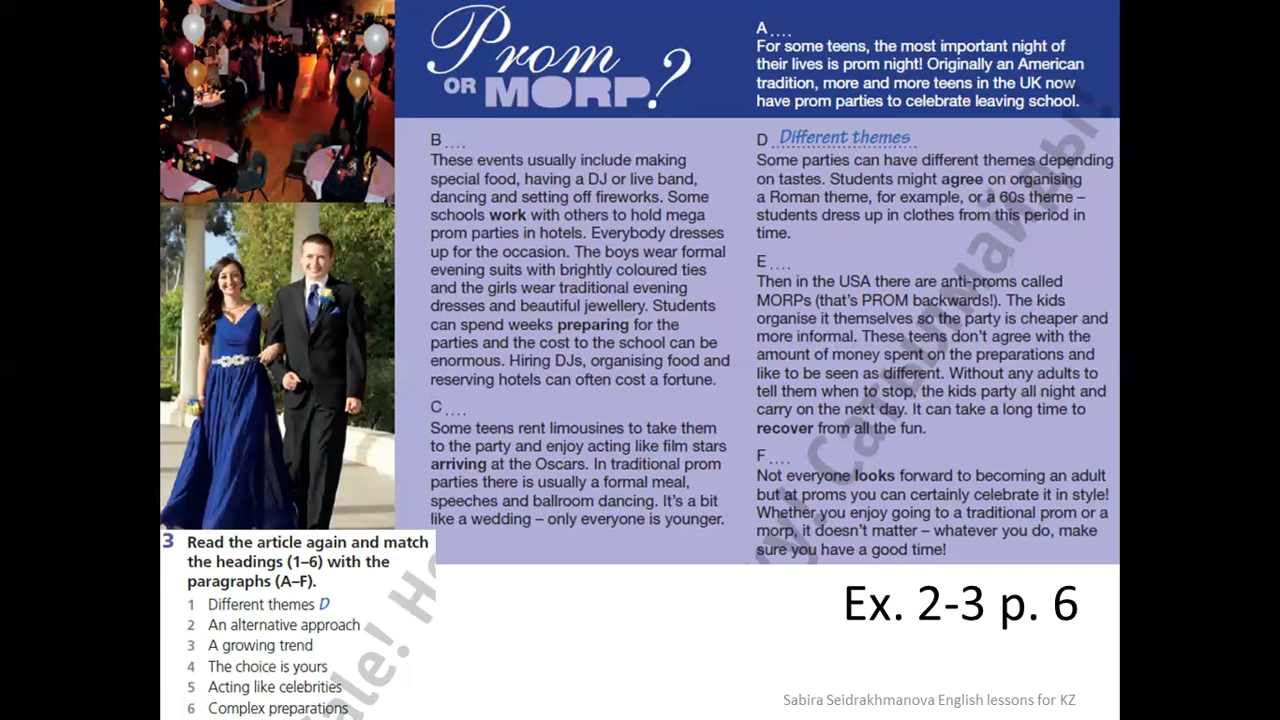 Prom
OR MORP?
A ....
For some teens, the most important night of
their lives is prom night! Originally an American
tradition, more and more teens in the UK now
have prom parties to celebrate leaving school.
B ....
These events usually include making
special food, having a DJ or live band,
dancing and setting off fireworks. Some
schools work with others to hold mega
prom parties in hotels. Everybody dresses
up for the occasion. The boys wear formal
evening suits with brightly coloured ties
and the girls wear traditional evening
dresses and beautiful jewellery. Students
can spend weeks preparing for the
parties and the cost to the school can be
enormous. Hiring DJs, organising food and
reserving hotels can often cost a fortune.
C ....
Some teens rent limousines to take them
to the party and enjoy acting like film stars
arriving at the Oscars. In traditional prom
parties there is usually a formal meal,
speeches and ballroom dancing. It's a bit
like a wedding – only everyone is younger.
D Different themes
Some parties can have different themes depending
on tastes. Students might agree on organising
a Roman theme, for example, or a 60s theme –
students dress up in clothes from this period in
time.
E ....
Then in the USA there are anti-proms called
MORPs (that's PROM backwards!). The kids
organise it themselves so the party is cheaper and
more informal. These teens don't agree with the
amount of money spent on the preparations and
like to be seen as different. Without any adults to
tell them when to stop, the kids party all night and
carry on the next day. It can take a long time to
recover from all the fun.
F ....
Not everyone looks forward to becoming an adult
but at proms you can certainly celebrate it in style!
Whether you enjoy going to a traditional prom or a
morp, it doesn't matter – whatever you do, make
sure you have a good time!
3 Read the article again and match
the headings (1–6) with the
paragraphs (A–F).
1 Different themes D
2 An alternative approach
3 A growing trend
4 The choice is yours
5 Acting like celebrities
6 Complex preparations
Ex. 2-3 p. 6
Sabira Seidrakhmanova English lessons for KZ